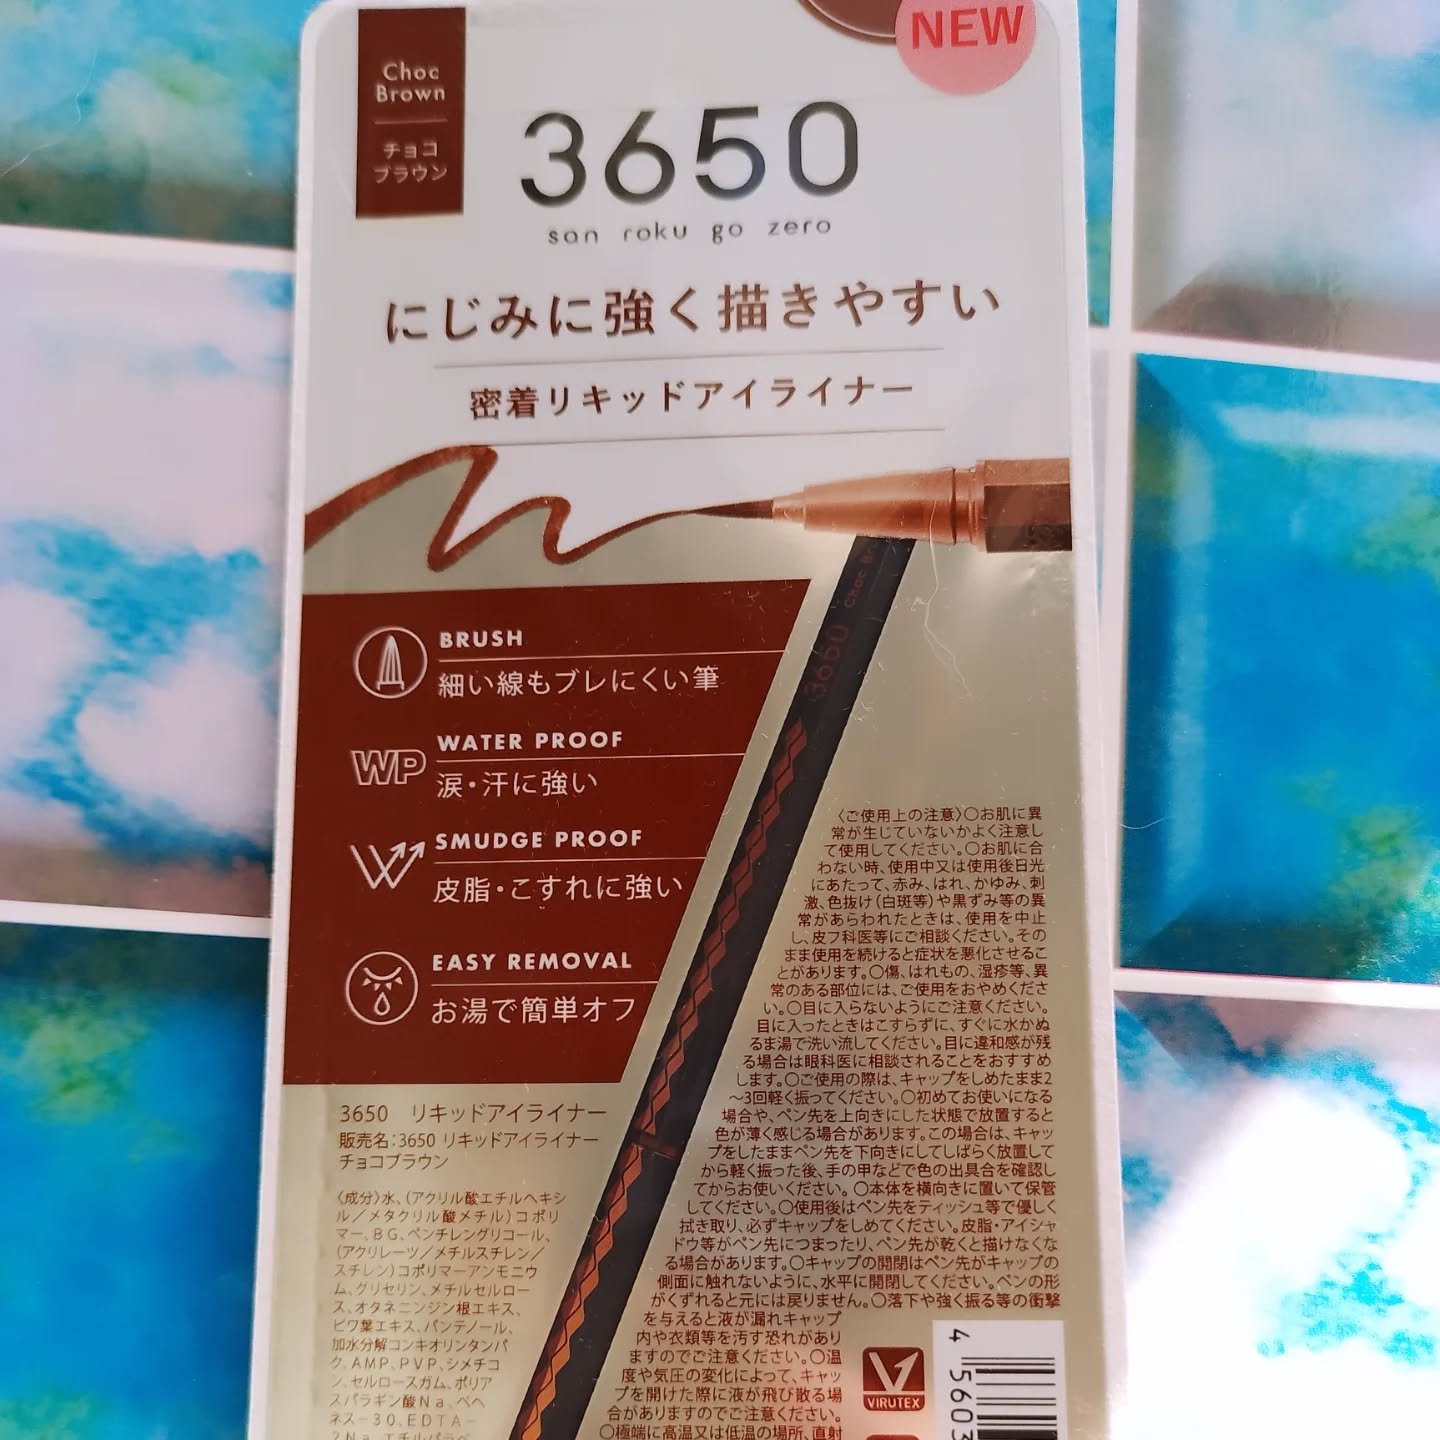 Choc
Brown
チョコ
ブラウン
NEW
3650
san roku go zero
にじみに強く描きやすい
密着リキッドアイライナー
BRUSH
細い線もブレにくい筆
WP
WATER PROOF
涙・汗に強い
SMUDGE PROOF
皮脂・こすれに強い
EASY REMOVAL
お湯で簡単オフ
3650 Choc Br
3650　リキッドアイライナー
販売名：3650 リキッドアイライナー
チョコブラウン
〈成分〉水、(アクリル酸エチルヘキシ
ル／メタクリル酸メチル)コポリ
マー、BG、ペンチレングリコール、
(アクリレーツ／メチルスチレン／
スチレン)コポリマーアンモニウ
ム、グリセリン、メチルセルロー
ス、オタネニンジン根エキス、
ビワ葉エキス、パンテノール、
加水分解コンキオリンタンパ
ク、AMP、PVP、シメチコ
ン、セルロースガム、ポリア
スパラギン酸Na、ベヘ
ネス－30、EDTA－
2Na、エチルパラベ
〈ご使用上の注意〉〇お肌に異
常が生じていないかよく注意し
て使用してください。〇お肌に合
わない時、使用中又は使用後日光
にあたって、赤み、はれ、かゆみ、刺
激、色抜け(白斑等)や黒ずみ等の異
常があらわれたときは、使用を中止
し、皮フ科医等にご相談ください。その
まま使用を続けると症状を悪化させるこ
とがあります。〇傷、はれもの、湿疹等、異
常のある部位には、ご使用をおやめくださ
い。〇目に入らないようにご注意ください。
目に入ったときはこすらずに、すぐに水かぬ
るま湯で洗い流してください。目に違和感が残
る場合は眼科医に相談されることをおすすめ
します。〇ご使用の際は、キャップをしめたまま2
～3回軽く振ってください。〇初めてお使いになる
場合や、ペン先を上向きにした状態で放置すると
色が薄く感じる場合があります。この場合は、キャッ
プをしたままペン先を下向きにしてしばらく放置して
から軽く振った後、手の甲などで色の出具合を確認し
てからお使いください。〇本体を横向きに置いて保管
してください。〇使用後はペン先をティッシュ等で優しく
拭き取り、必ずキャップをしめてください。皮脂・アイシャ
ドウ等がペン先につまったり、ペン先が乾くと描けなくな
る場合があります。〇キャップの開閉はペン先がキャップの
側面に触れないように、水平に開閉してください。ペンの形
がくずれると元には戻りません。〇落下や強く振る等の衝撃
を与えると液が漏れキャップ
内や衣類等を汚す恐れがあり
ますのでご注意ください。〇温
度や気圧の変化によって、キャッ
プを開けた際に液が飛び散る場
合がありますのでご注意ください。
〇極端に高温又は低温の場所、直射
VIRUTEX
4 5603